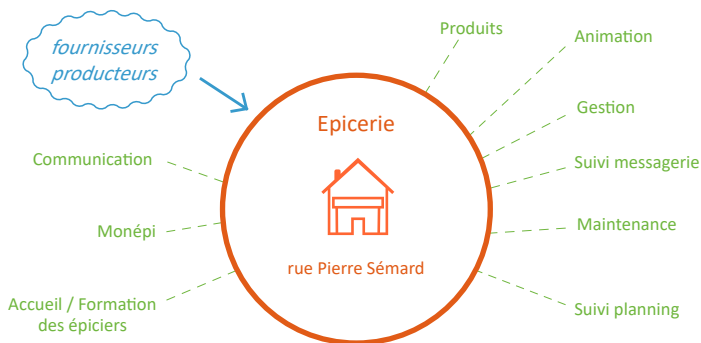 fournisseurs
producteurs
Produits
Animation
Gestion
Suivi messagerie
Maintenance
Suivi planning
Epicerie
rue Pierre Sémard
Communication
Monépi
Accueil / Formation
des épiciers